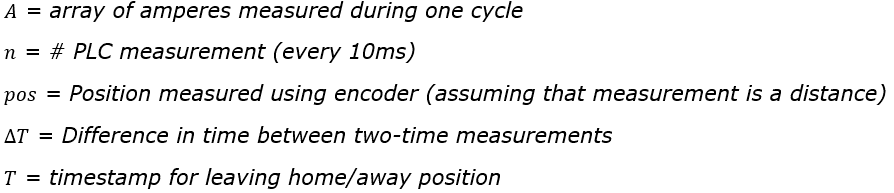 A = array of amperes measured during one cycle
n = # PLC measurement (every 10ms)
pos = Position measured using encoder (assuming that measurement is a distance)
ΔT = Difference in time between two-time measurements
T = timestamp for leaving home/away position